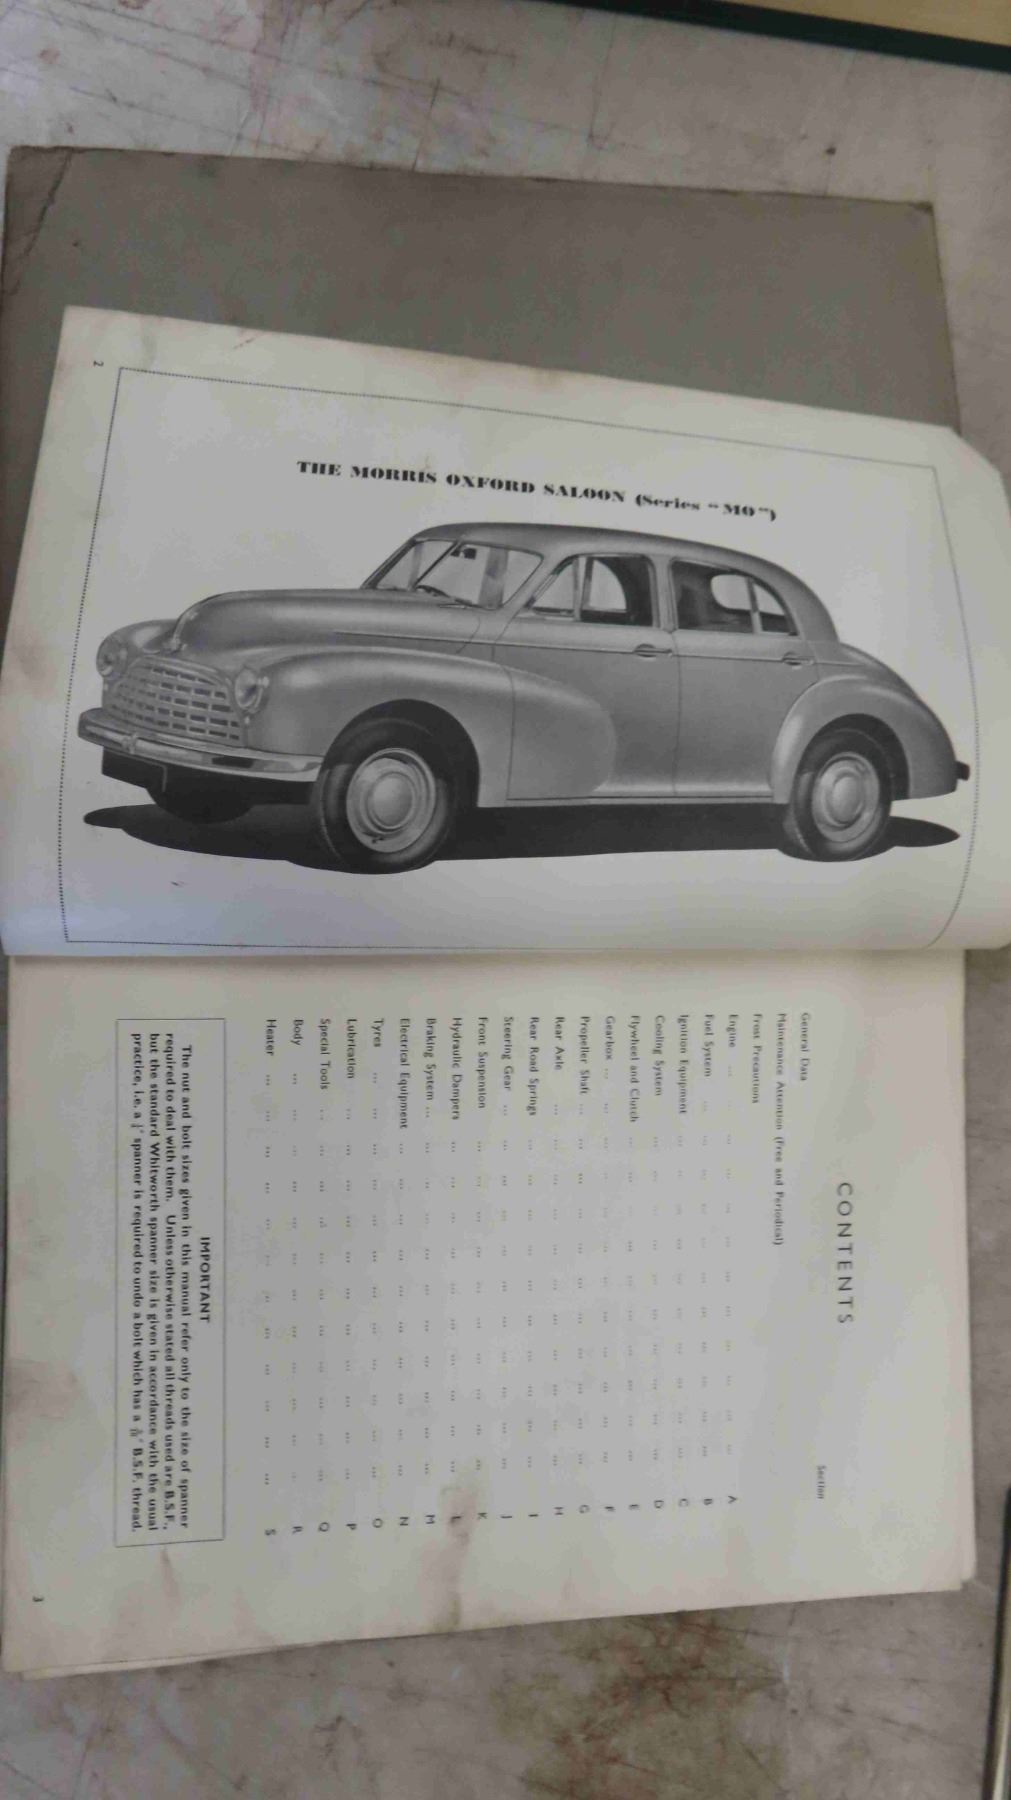 2
THE MORRIS OXFORD SALOON (Series "MO")
CONTENTS
Section
General Data
Maintenance Attention (Free and Periodical)
Frost Precautions
Engine ... A
Fuel System ... B
Ignition Equipment ... C
Cooling System ... D
Flywheel and Clutch ... E
Gearbox ... F
Propeller Shaft ... G
Rear Axle ... H
Rear Road Springs ... I
Steering Gear ... J
Front Suspension ... K
Hydraulic Dampers ... L
Braking System ... M
Electrical Equipment ... N
Tyres ... O
Lubrication ... P
Special Tools ... Q
Body ... R
Heater ... S
IMPORTANT
The nut and bolt sizes given in this manual refer only to the size of spanner
required to deal with them. Unless otherwise stated all threads used are B.S.F.,
but the standard Whitworth spanner size is given in accordance with the usual
practice, i.e. a spanner is required to undo a bolt which has a B.S.F. thread.
3